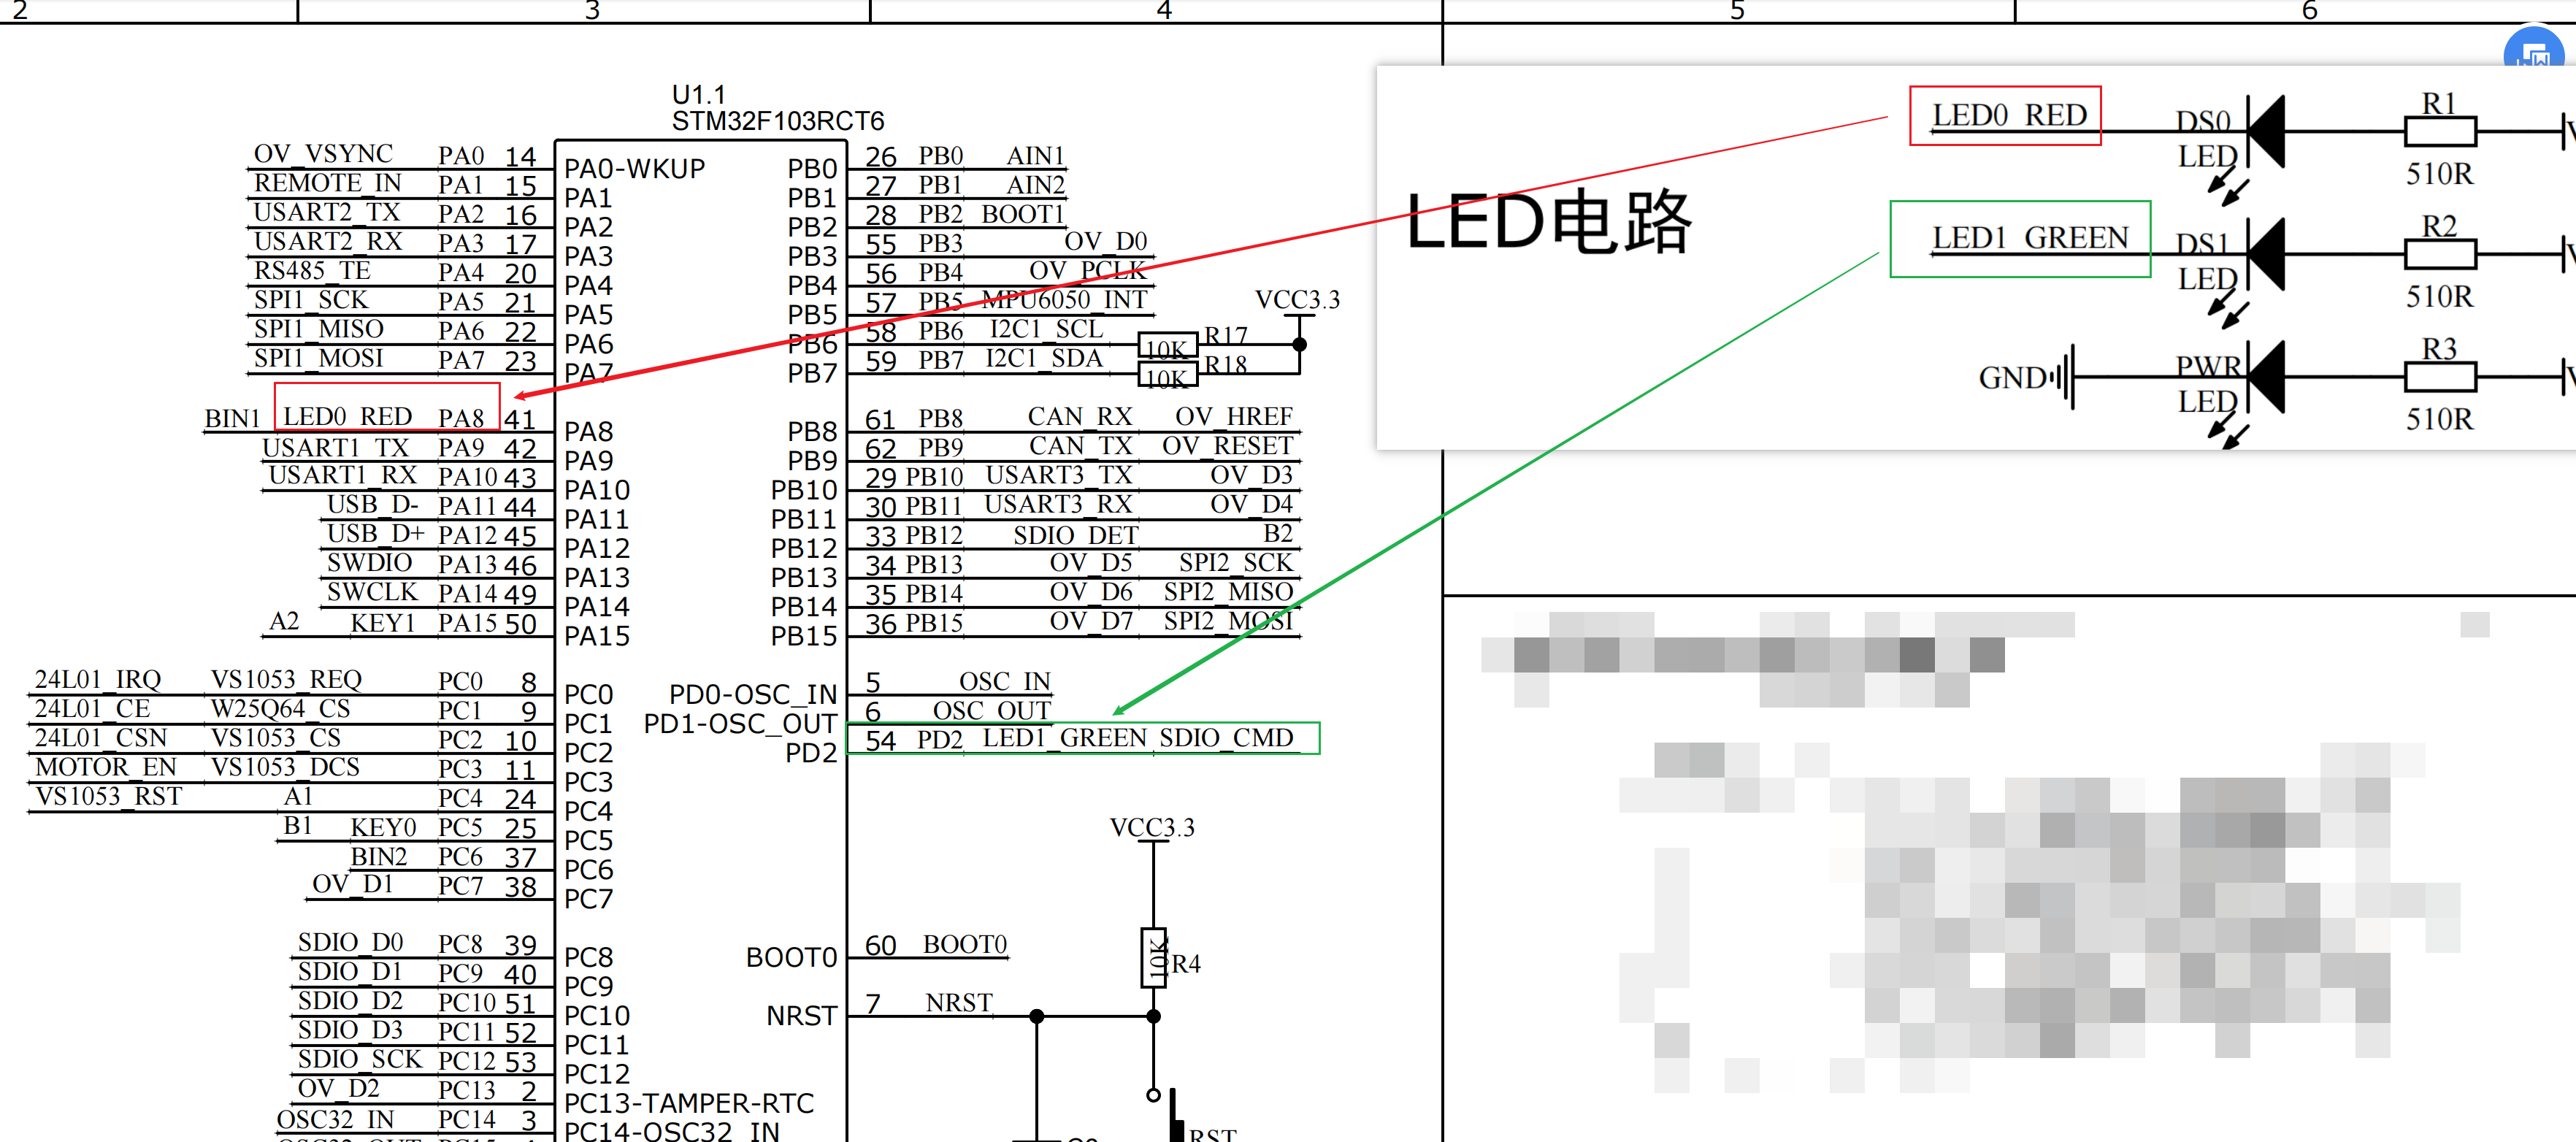 2 3 4 5 6
U1.1
STM32F103RCT6
OV_VSYNC PA0 14 PA0-WKUP PB0 26 PB0 AIN1
REMOTE_IN PA1 15 PA1 PB1 27 PB1 AIN2
USART2_TX PA2 16 PA2 PB2 28 PB2 BOOT1
USART2_RX PA3 17 PA3 PB3 55 PB3 OV_D0
RS485_TE PA4 20 PA4 PB4 56 PB4 OV_PCLK
SPI1_SCK PA5 21 PA5 PB5 57 PB5 MPU6050_INT
SPI1_MISO PA6 22 PA6 PB6 58 PB6 I2C1_SCL 10K R17
SPI1_MOSI PA7 23 PA7 PB7 59 PB7 I2C1_SDA 10K R18
VCC3.3
BIN1 LED0_RED PA8 41 PA8 PB8 61 PB8 CAN_RX OV_HREF
USART1_TX PA9 42 PA9 PB9 62 PB9 CAN_TX OV_RESET
USART1_RX PA10 43 PA10 PB10 29 PB10 USART3_TX OV_D3
USB_D- PA11 44 PA11 PB11 30 PB11 USART3_RX OV_D4
USB_D+ PA12 45 PA12 PB12 33 PB12 SDIO_DET B2
SWDIO PA13 46 PA13 PB13 34 PB13 OV_D5 SPI2_SCK
SWCLK PA14 49 PA14 PB14 35 PB14 OV_D6 SPI2_MISO
A2 KEY1 PA15 50 PA15 PB15 36 PB15 OV_D7 SPI2_MOSI
24L01_IRQ VS1053_REQ PC0 8 PC0 PD0-OSC_IN 5 OSC_IN
24L01_CE W25Q64_CS PC1 9 PC1 PD1-OSC_OUT 6 OSC_OUT
24L01_CSN VS1053_CS PC2 10 PC2 PD2 54 PD2 LED1_GREEN SDIO_CMD
MOTOR_EN VS1053_DCS PC3 11 PC3
VS1053_RST A1 PC4 24 PC4
B1 KEY0 PC5 25 PC5
BIN2 PC6 37 PC6
OV_D1 PC7 38 PC7
VCC3.3
10K R4
SDIO_D0 PC8 39 PC8 BOOT0 60 BOOT0
SDIO_D1 PC9 40 PC9
SDIO_D2 PC10 51 PC10 NRST 7 NRST
SDIO_D3 PC11 52 PC11
SDIO_SCK PC12 53 PC12
OV_D2 PC13 2 PC13-TAMPER-RTC
OSC32_IN PC14 3 PC14-OSC32_IN
RST
LED电路
LED0_RED DS0 R1
LED 510R
LED1_GREEN DS1 R2
LED 510R
GND PWR R3
LED 510R